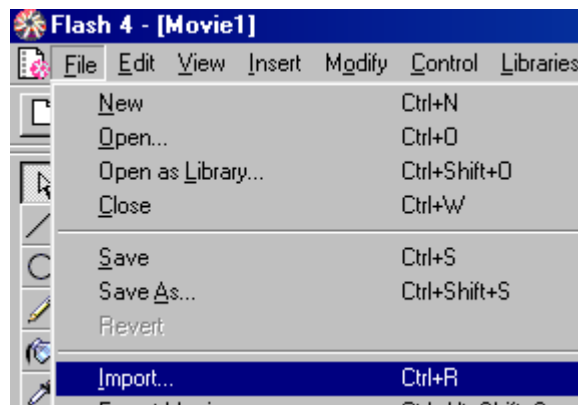 Flash 4 - [Movie1]
File Edit View Insert Modify Control Libraries
New Ctrl+N
Open... Ctrl+O
Open as Library... Ctrl+Shift+O
Close Ctrl+W
Save Ctrl+S
Save As... Ctrl+Shift+S
Revert
Import... Ctrl+R